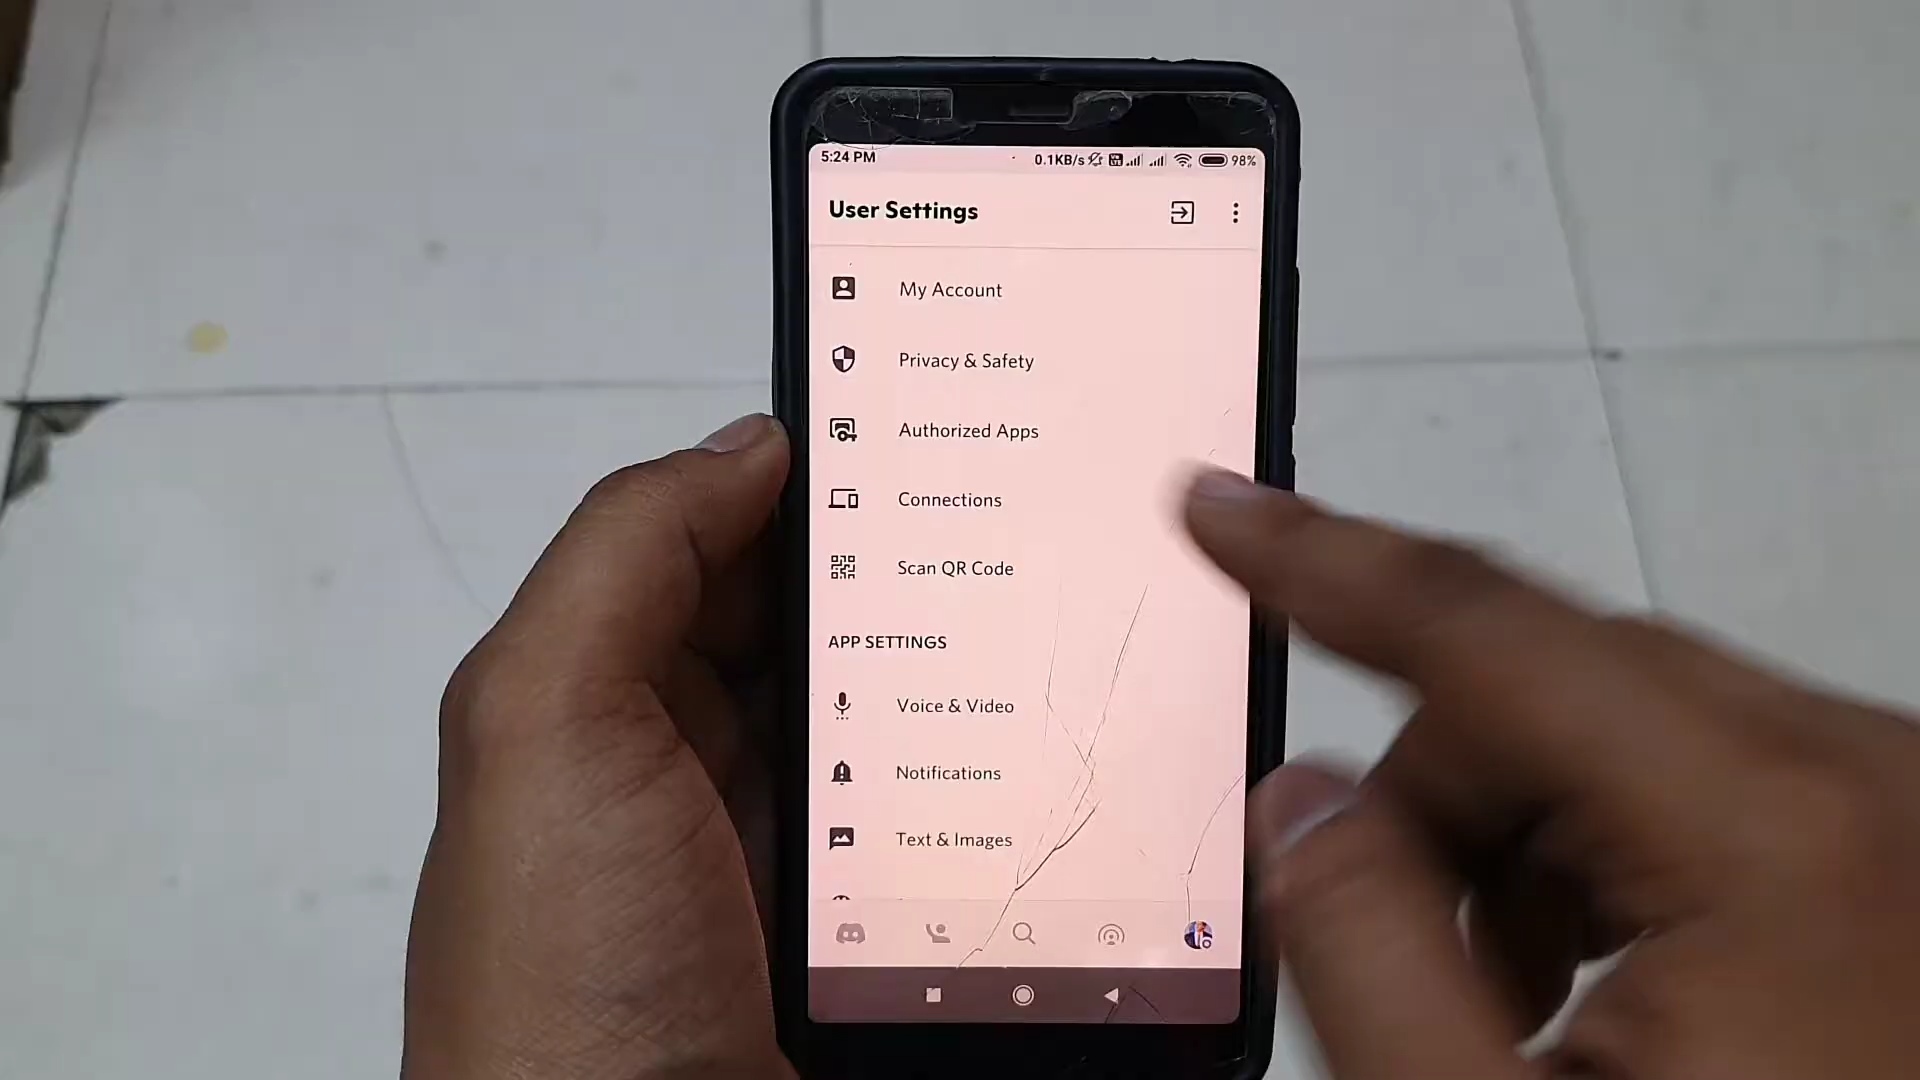 5:24 PM 0.1KB/s 98%
User Settings
My Account
Privacy & Safety
Authorized Apps
Connections
Scan QR Code
APP SETTINGS
Voice & Video
Notifications
Text & Images